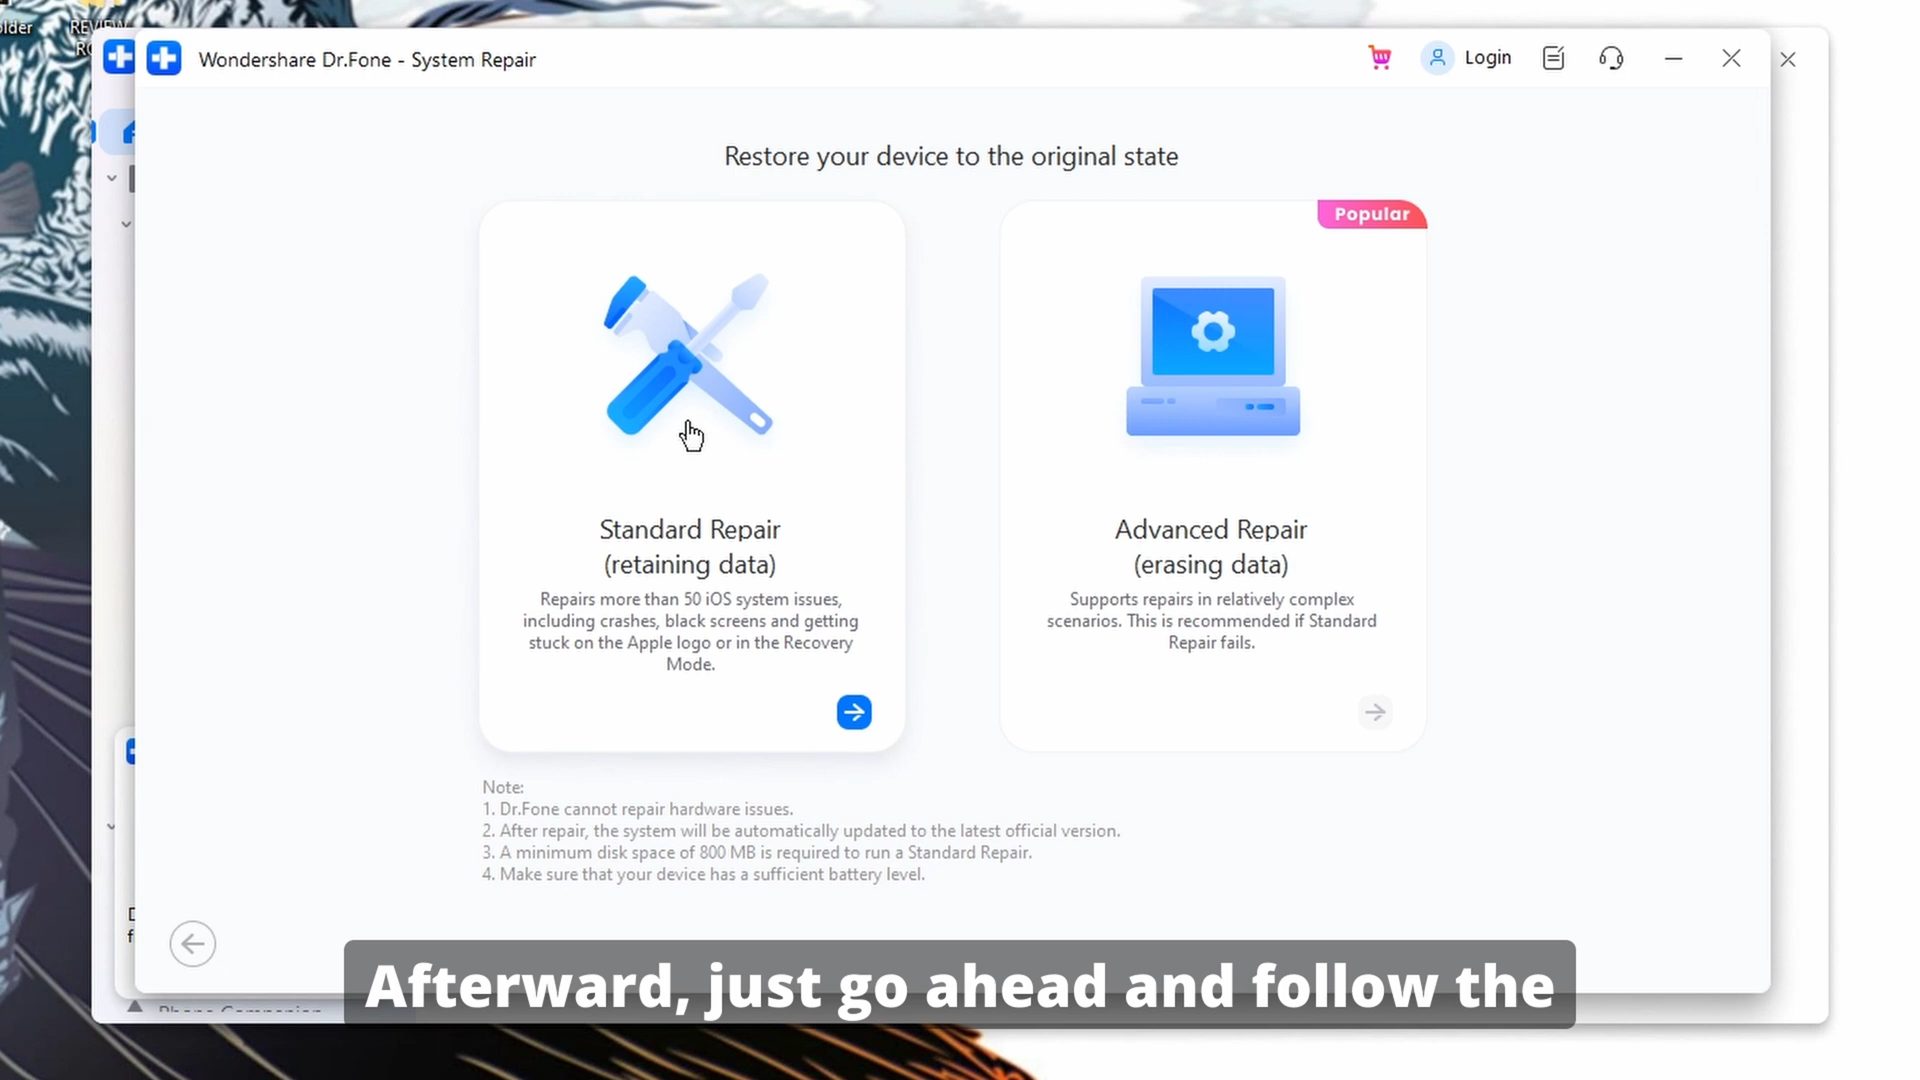 REVIEW
Wondershare Dr.Fone - System Repair
Login
Restore your device to the original state
Popular
Standard Repair
(retaining data)
Repairs more than 50 iOS system issues,
including crashes, black screens and getting
stuck on the Apple logo or in the Recovery
Mode.
Advanced Repair
(erasing data)
Supports repairs in relatively complex
scenarios. This is recommended if Standard
Repair fails.
Note:
1. Dr.Fone cannot repair hardware issues.
2. After repair, the system will be automatically updated to the latest official version.
3. A minimum disk space of 800 MB is required to run a Standard Repair.
4. Make sure that your device has a sufficient battery level.
Afterward, just go ahead and follow the
Phone Companion